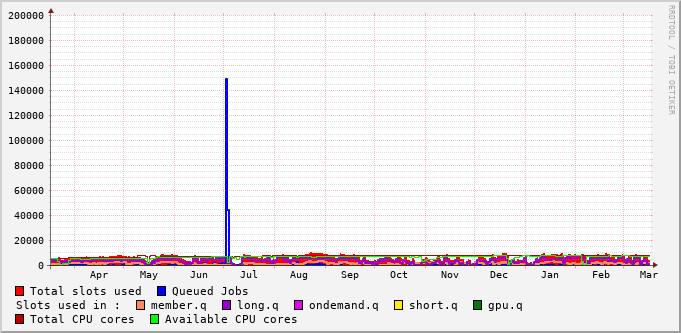 200000
180000
160000
140000
120000
100000
80000
60000
40000
20000
0
Apr May Jun Jul Aug Sep Oct Nov Dec Jan Feb Mar
Total slots used Queued Jobs
Slots used in : member.q long.q ondemand.q short.q gpu.q
Total CPU cores Available CPU cores
RRDTOOL / TOBI OETIKER